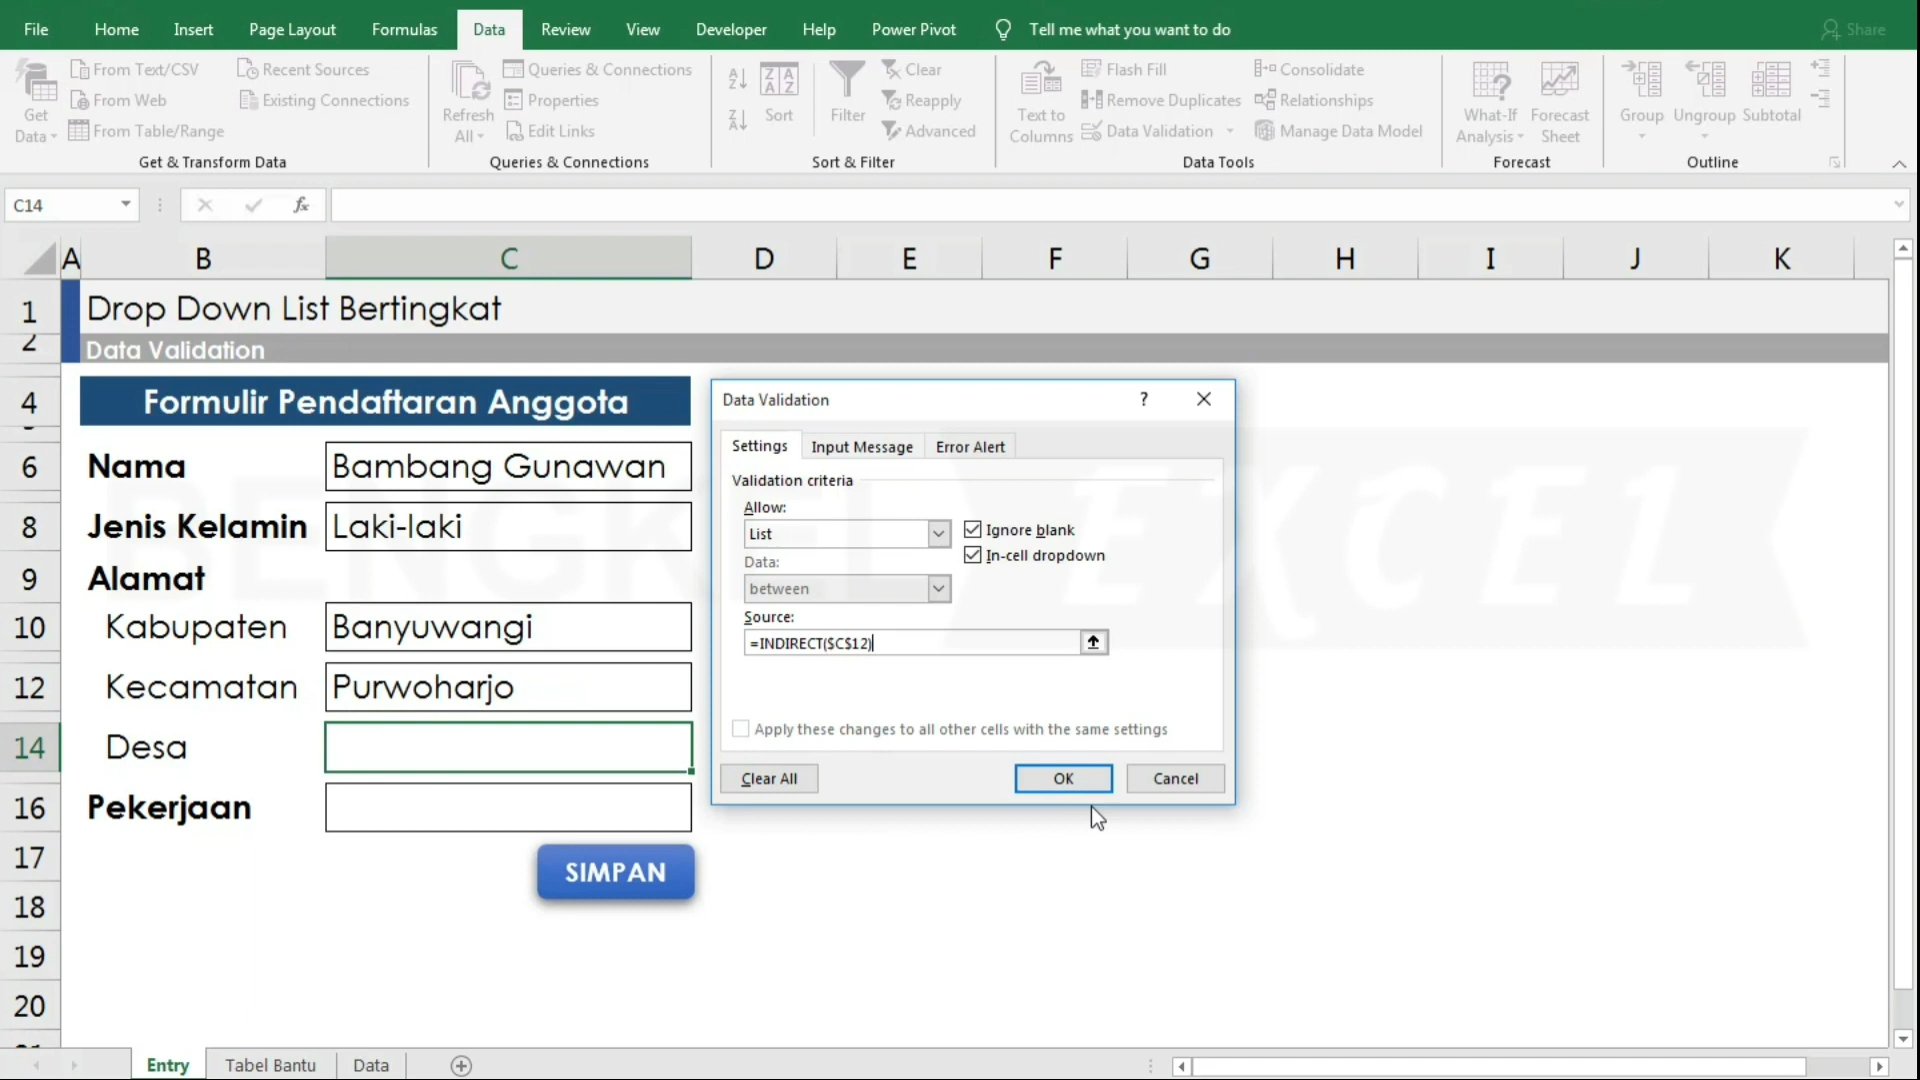 File Home Insert Page Layout Formulas Data Review View Developer Help Power Pivot Tell me what you want to do Share
Get Data
From Text/CSV
From Web
From Table/Range
Recent Sources
Existing Connections
Get & Transform Data
Refresh All
Queries & Connections
Properties
Edit Links
Queries & Connections
Sort
Filter
Clear
Reapply
Advanced
Sort & Filter
Text to Columns
Flash Fill
Remove Duplicates
Data Validation
Consolidate
Relationships
Manage Data Model
Data Tools
What-If Analysis
Forecast Sheet
Forecast
Group
Ungroup
Subtotal
Outline
C14
fx
A B C D E F G H I J K
1 Drop Down List Bertingkat
2 Data Validation
4 Formulir Pendaftaran Anggota
6 Nama Bambang Gunawan
8 Jenis Kelamin Laki-laki
9 Alamat
10 Kabupaten Banyuwangi
12 Kecamatan Purwoharjo
14 Desa
16 Pekerjaan
17 SIMPAN
18
19
20
Data Validation ?
Settings Input Message Error Alert
Validation criteria
Allow:
List
Ignore blank
In-cell dropdown
Data:
between
Source:
=INDIRECT($C$12)
Apply these changes to all other cells with the same settings
Clear All OK Cancel
BENGKEL EXCEL
Entry Tabel Bantu Data